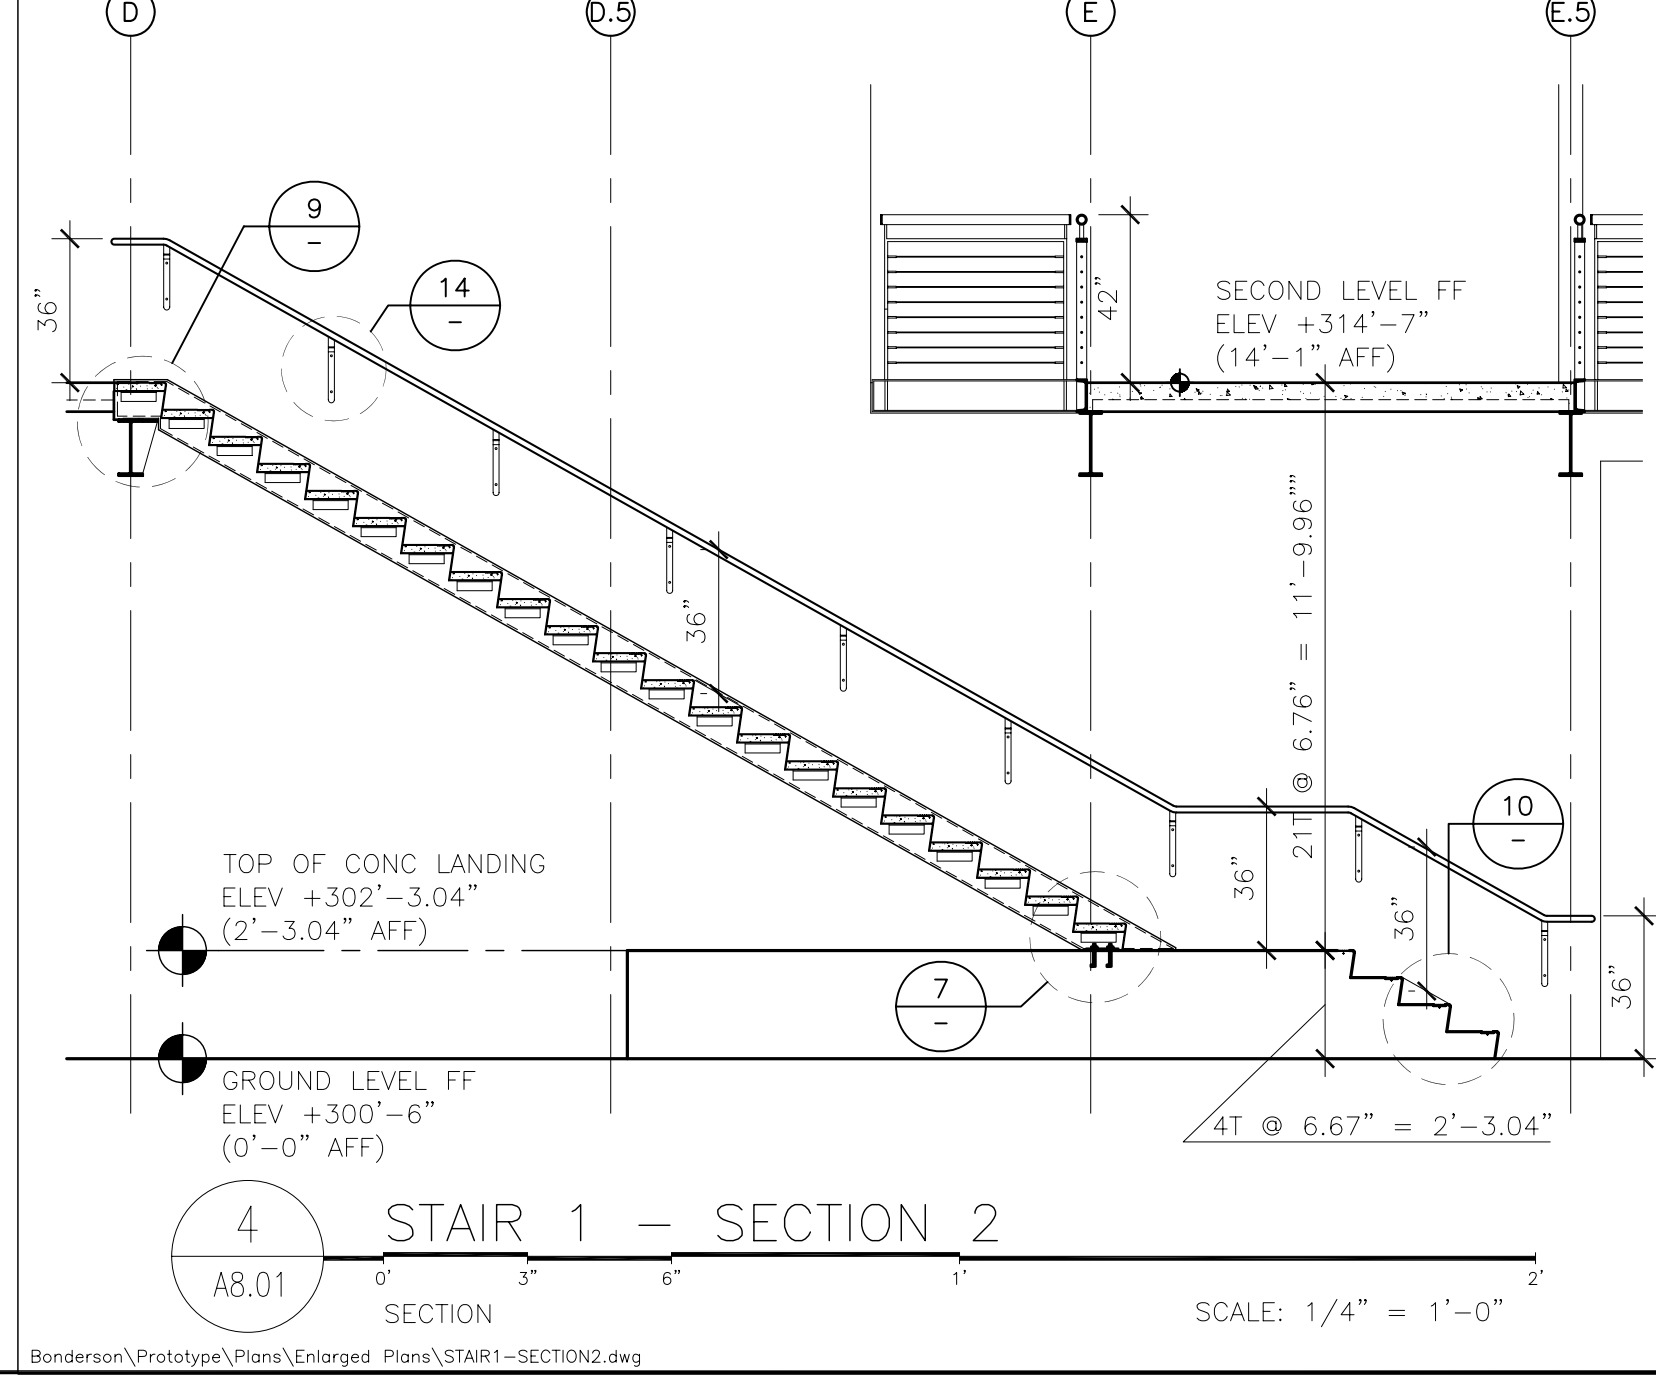 D
D.5
E
E.5
9
–
14
–
36”
42”
SECOND LEVEL FF
ELEV +314’–7”
(14’–1” AFF)
36”
21T @ 6.76” = 11’–9.96””
10
–
TOP OF CONC LANDING
ELEV +302’–3.04”
(2’–3.04” AFF)
36”
36”
36”
7
–
GROUND LEVEL FF
ELEV +300’–6”
(0’–0” AFF)
4T @ 6.67” = 2’–3.04”
4
A8.01
STAIR 1 – SECTION 2
0’ 3” 6” 1’ 2’
SECTION
SCALE: 1/4” = 1’–0”
Bonderson\Prototype\Plans\Enlarged Plans\STAIR1–SECTION2.dwg